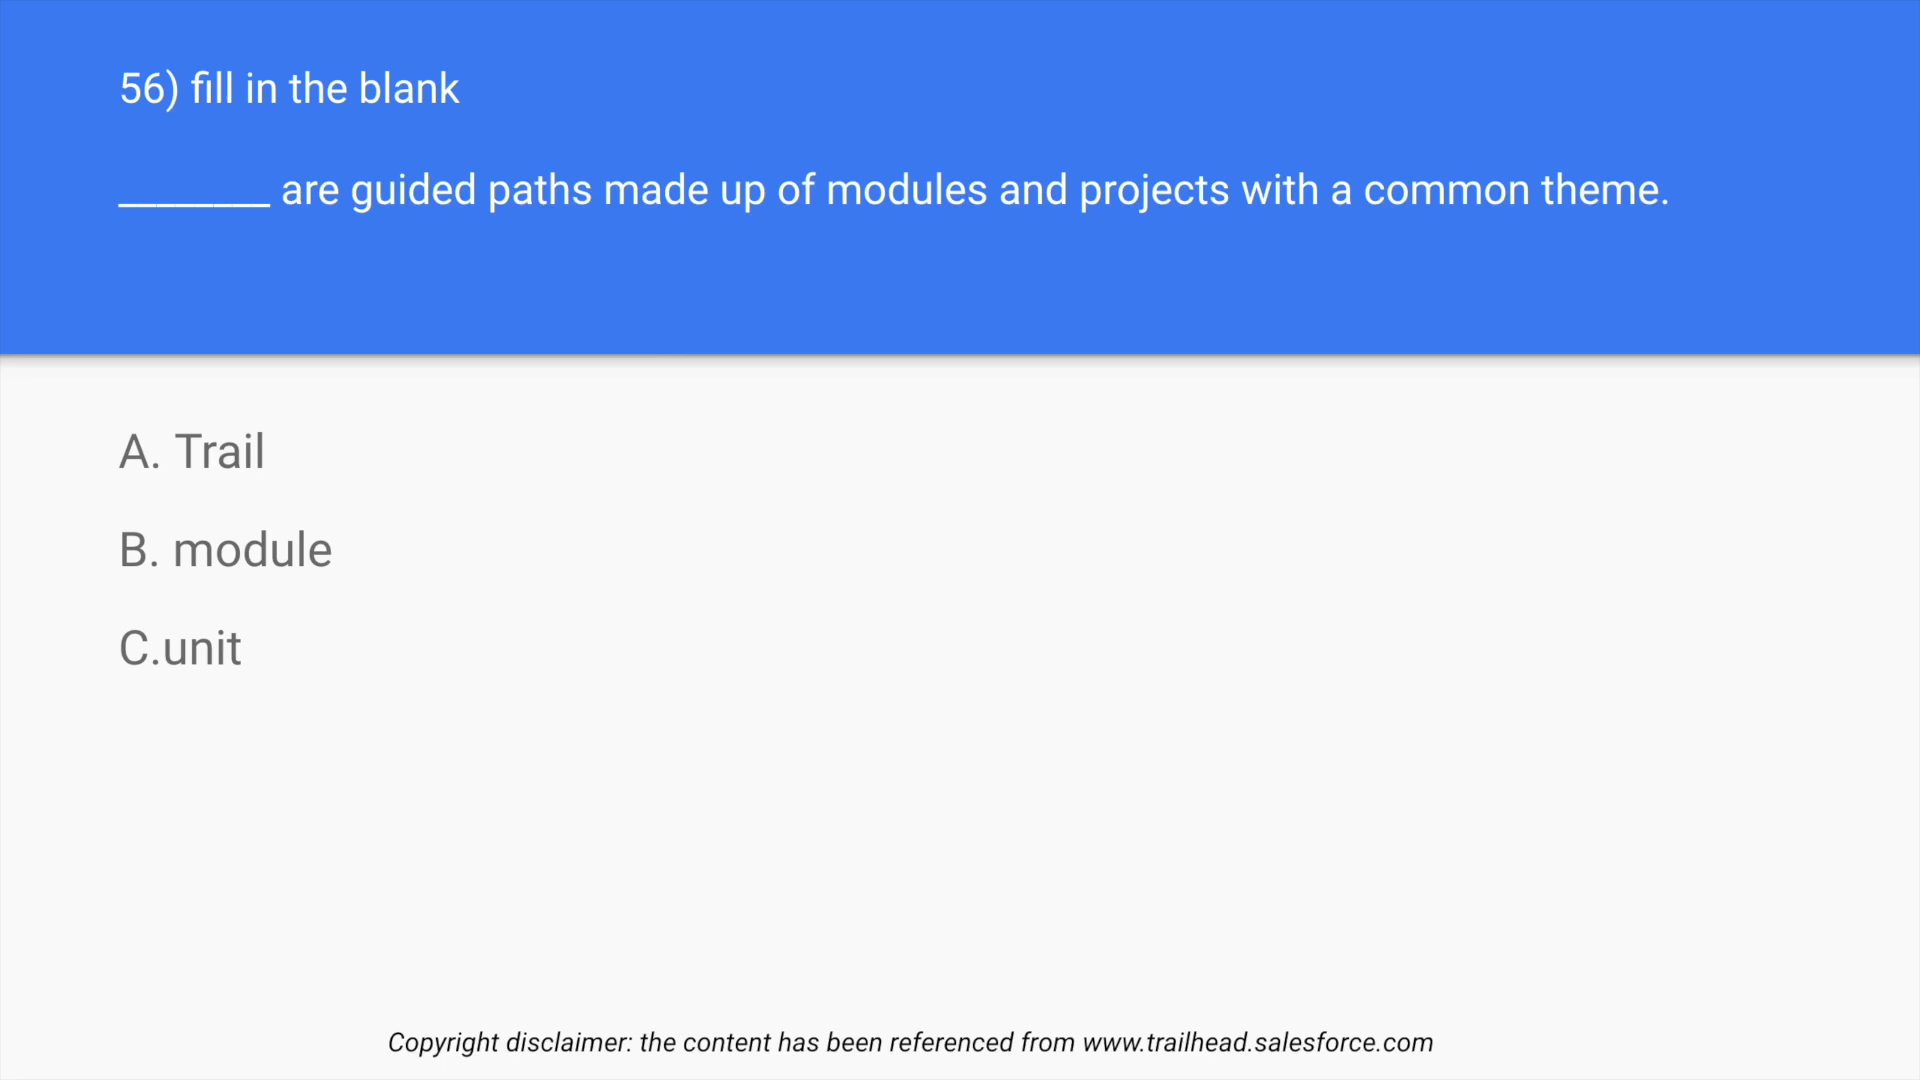 56) fill in the blank
________ are guided paths made up of modules and projects with a common theme.
A. Trail
B. module
C.unit
Copyright disclaimer: the content has been referenced from www.trailhead.salesforce.com